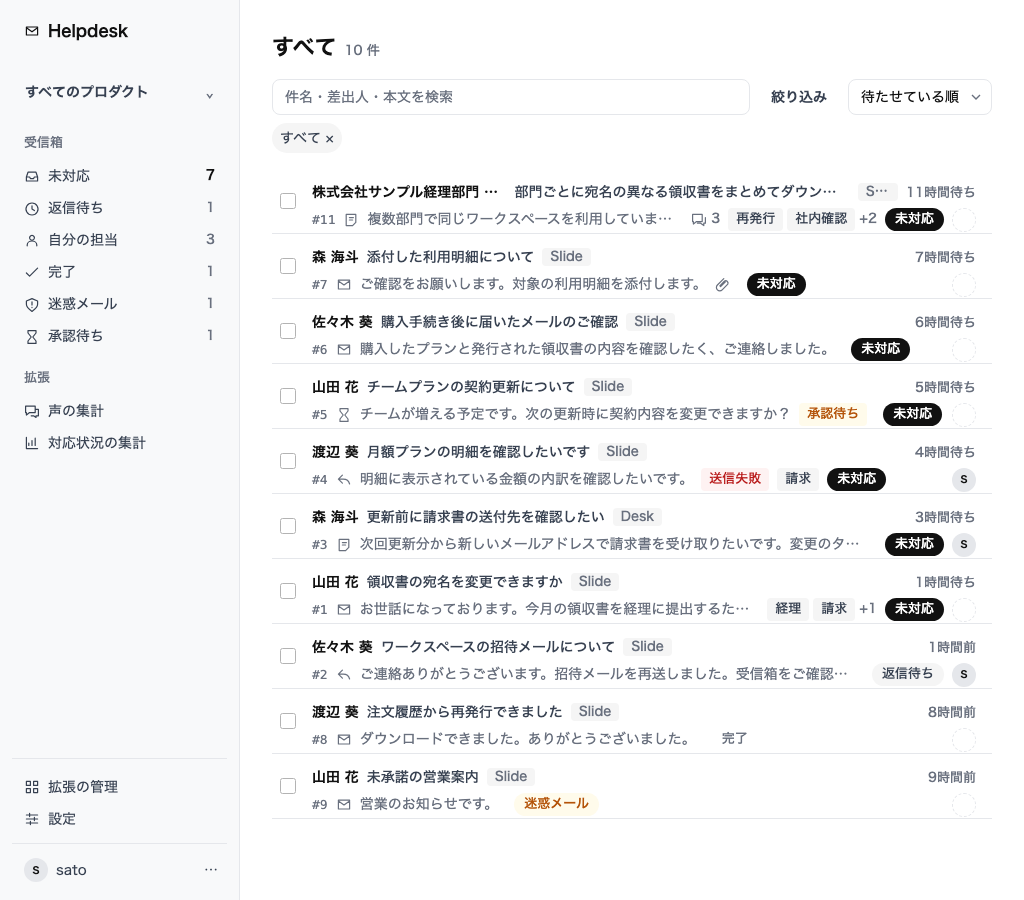 Helpdesk
すべてのプロダクト
受信箱
未対応 7
返信待ち 1
自分の担当 3
完了 1
迷惑メール 1
承認待ち 1
拡張
声の集計
対応状況の集計
拡張の管理
設定
S sato …
すべて 10 件
件名・差出人・本文を検索 絞り込み 待たせている順
すべて ×
株式会社サンプル経理部門 … 部門ごとに宛名の異なる領収書をまとめてダウン… S… 11時間待ち
#11 複数部門で同じワークスペースを利用していま… 3 再発行 社内確認 +2 未対応
森 海斗 添付した利用明細について Slide 7時間待ち
#7 ご確認をお願いします。対象の利用明細を添付します。 未対応
佐々木 葵 購入手続き後に届いたメールのご確認 Slide 6時間待ち
#6 購入したプランと発行された領収書の内容を確認したく、ご連絡しました。 未対応
山田 花 チームプランの契約更新について Slide 5時間待ち
#5 チームが増える予定です。次の更新時に契約内容を変更できますか？ 承認待ち 未対応
渡辺 葵 月額プランの明細を確認したいです Slide 4時間待ち
#4 明細に表示されている金額の内訳を確認したいです。 送信失敗 請求 未対応 S
森 海斗 更新前に請求書の送付先を確認したい Desk 3時間待ち
#3 次回更新分から新しいメールアドレスで請求書を受け取りたいです。変更のタ… 未対応 S
山田 花 領収書の宛名を変更できますか Slide 1時間待ち
#1 お世話になっております。今月の領収書を経理に提出するた… 経理 請求 +1 未対応
佐々木 葵 ワークスペースの招待メールについて Slide 1時間前
#2 ご連絡ありがとうございます。招待メールを再送しました。受信箱をご確認… 返信待ち S
渡辺 葵 注文履歴から再発行できました Slide 8時間前
#8 ダウンロードできました。ありがとうございました。 完了
山田 花 未承諾の営業案内 Slide 9時間前
#9 営業のお知らせです。 迷惑メール